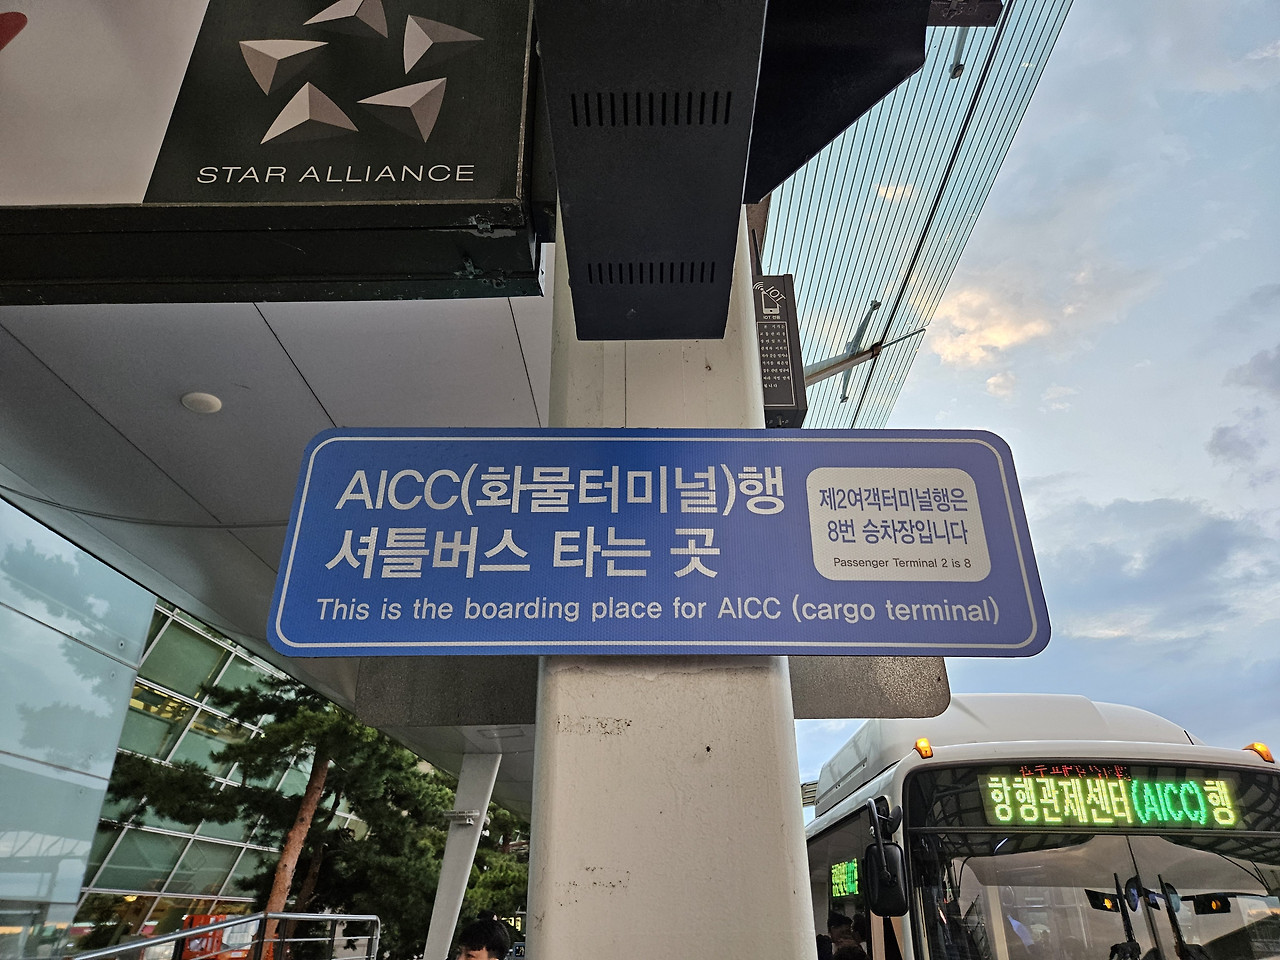 STAR ALLIANCE
IOT
AICC(화물터미널)행
셔틀버스 타는 곳
This is the boarding place for AICC (cargo terminal)
제2여객터미널행은
8번 승차장입니다
Passenger Terminal 2 is 8
항행관제센터(AICC)행